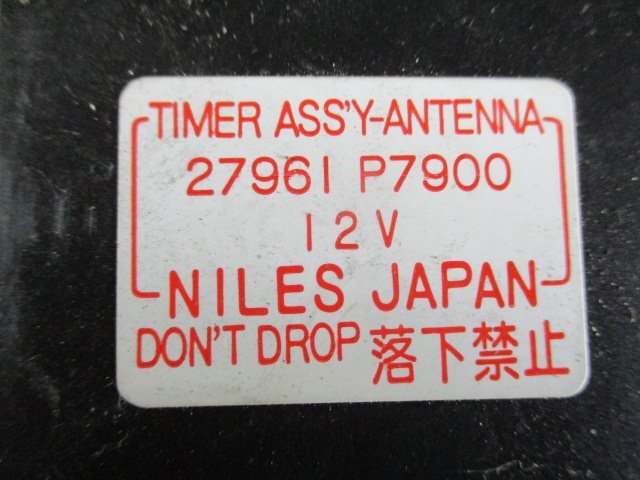 TIMER ASS'Y-ANTENNA
27961 P7900
12V
NILES JAPAN
DON'T DROP 落下禁止